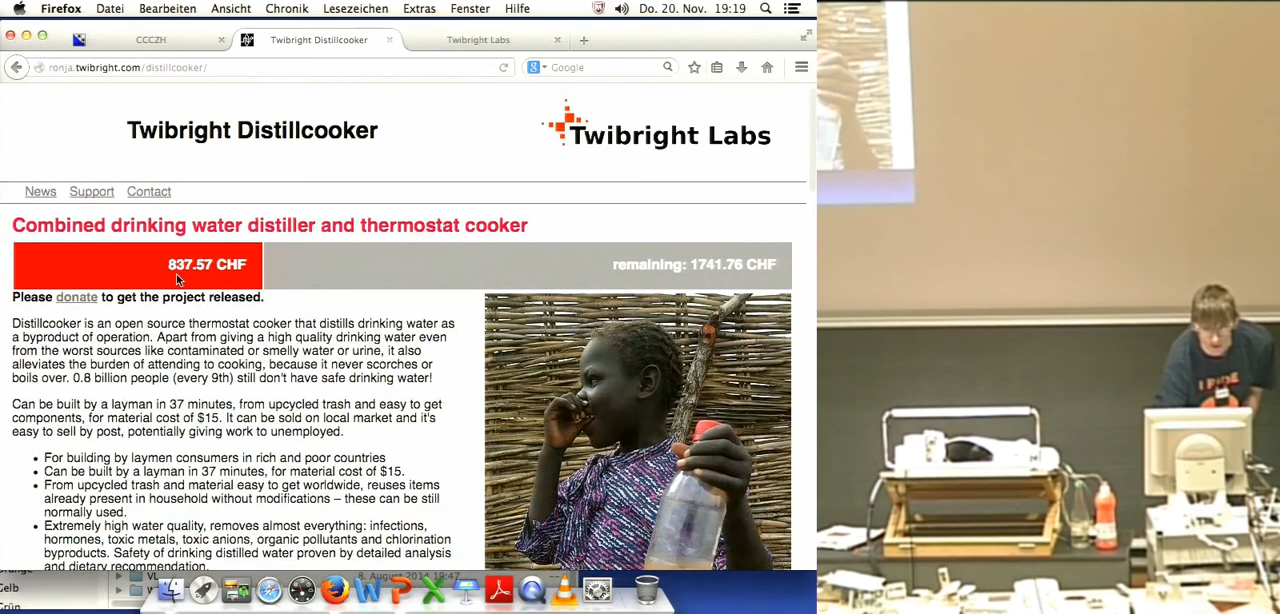 Firefox Datei Bearbeiten Ansicht Chronik Lesezeichen Extras Fenster Hilfe Do. 20. Nov. 19:19
CCCZH Twibright Distillcooker Twibright Labs
ronja.twibright.com/distillcooker/ Google
Twibright Distillcooker
Twibright Labs
News Support Contact
Combined drinking water distiller and thermostat cooker
837.57 CHF remaining: 1741.76 CHF
Please donate to get the project released.
Distillcooker is an open source thermostat cooker that distills drinking water as
a byproduct of operation. Apart from giving a high quality drinking water even
from the worst sources like contaminated or smelly water or urine, it also
alleviates the burden of attending to cooking, because it never scorches or
boils over. 0.8 billion people (every 9th) still don't have safe drinking water!
Can be built by a layman in 37 minutes, from upcycled trash and easy to get
components, for material cost of $15. It can be sold on local market and it's
easy to sell by post, potentially giving work to unemployed.
• For building by laymen consumers in rich and poor countries
• Can be built by a layman in 37 minutes, for material cost of $15.
• From upcycled trash and material easy to get worldwide, reuses items
already present in household without modifications – these can be still
normally used.
• Extremely high water quality, removes almost everything: infections,
hormones, toxic metals, toxic anions, organic pollutants and chlorination
byproducts. Safety of drinking distilled water proven by detailed analysis
and dietary recommendation.
8. August 2014 19:47
Gelb
Grün